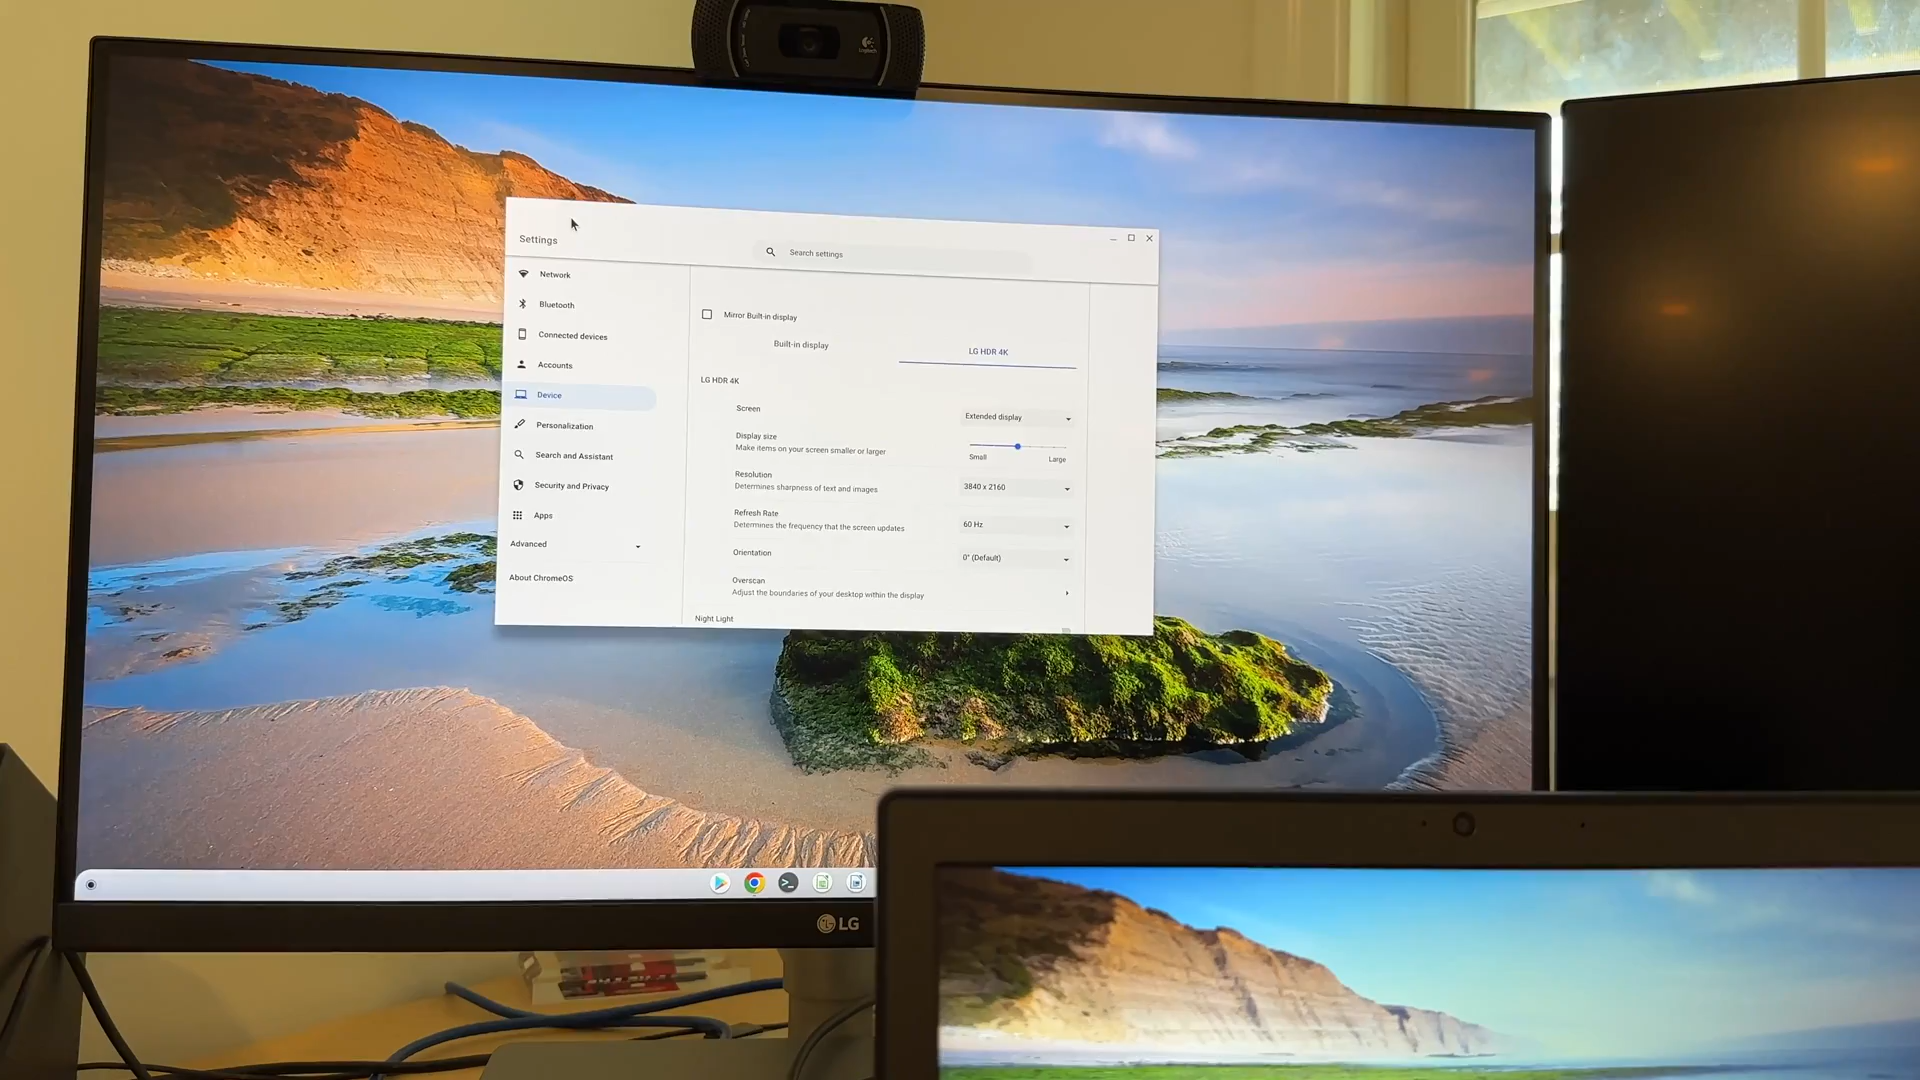 Logitech
Settings
Search settings
Network
Bluetooth
Connected devices
Accounts
Device
Personalization
Search and Assistant
Security and Privacy
Apps
Advanced
About ChromeOS
Mirror Built-in display
Built-in display
LG HDR 4K
LG HDR 4K
Screen
Extended display
Display size
Make items on your screen smaller or larger
Small
Large
Resolution
Determines sharpness of text and images
3840 x 2160
Refresh Rate
Determines the frequency that the screen updates
60 Hz
Orientation
0° (Default)
Overscan
Adjust the boundaries of your desktop within the display
Night Light
LG